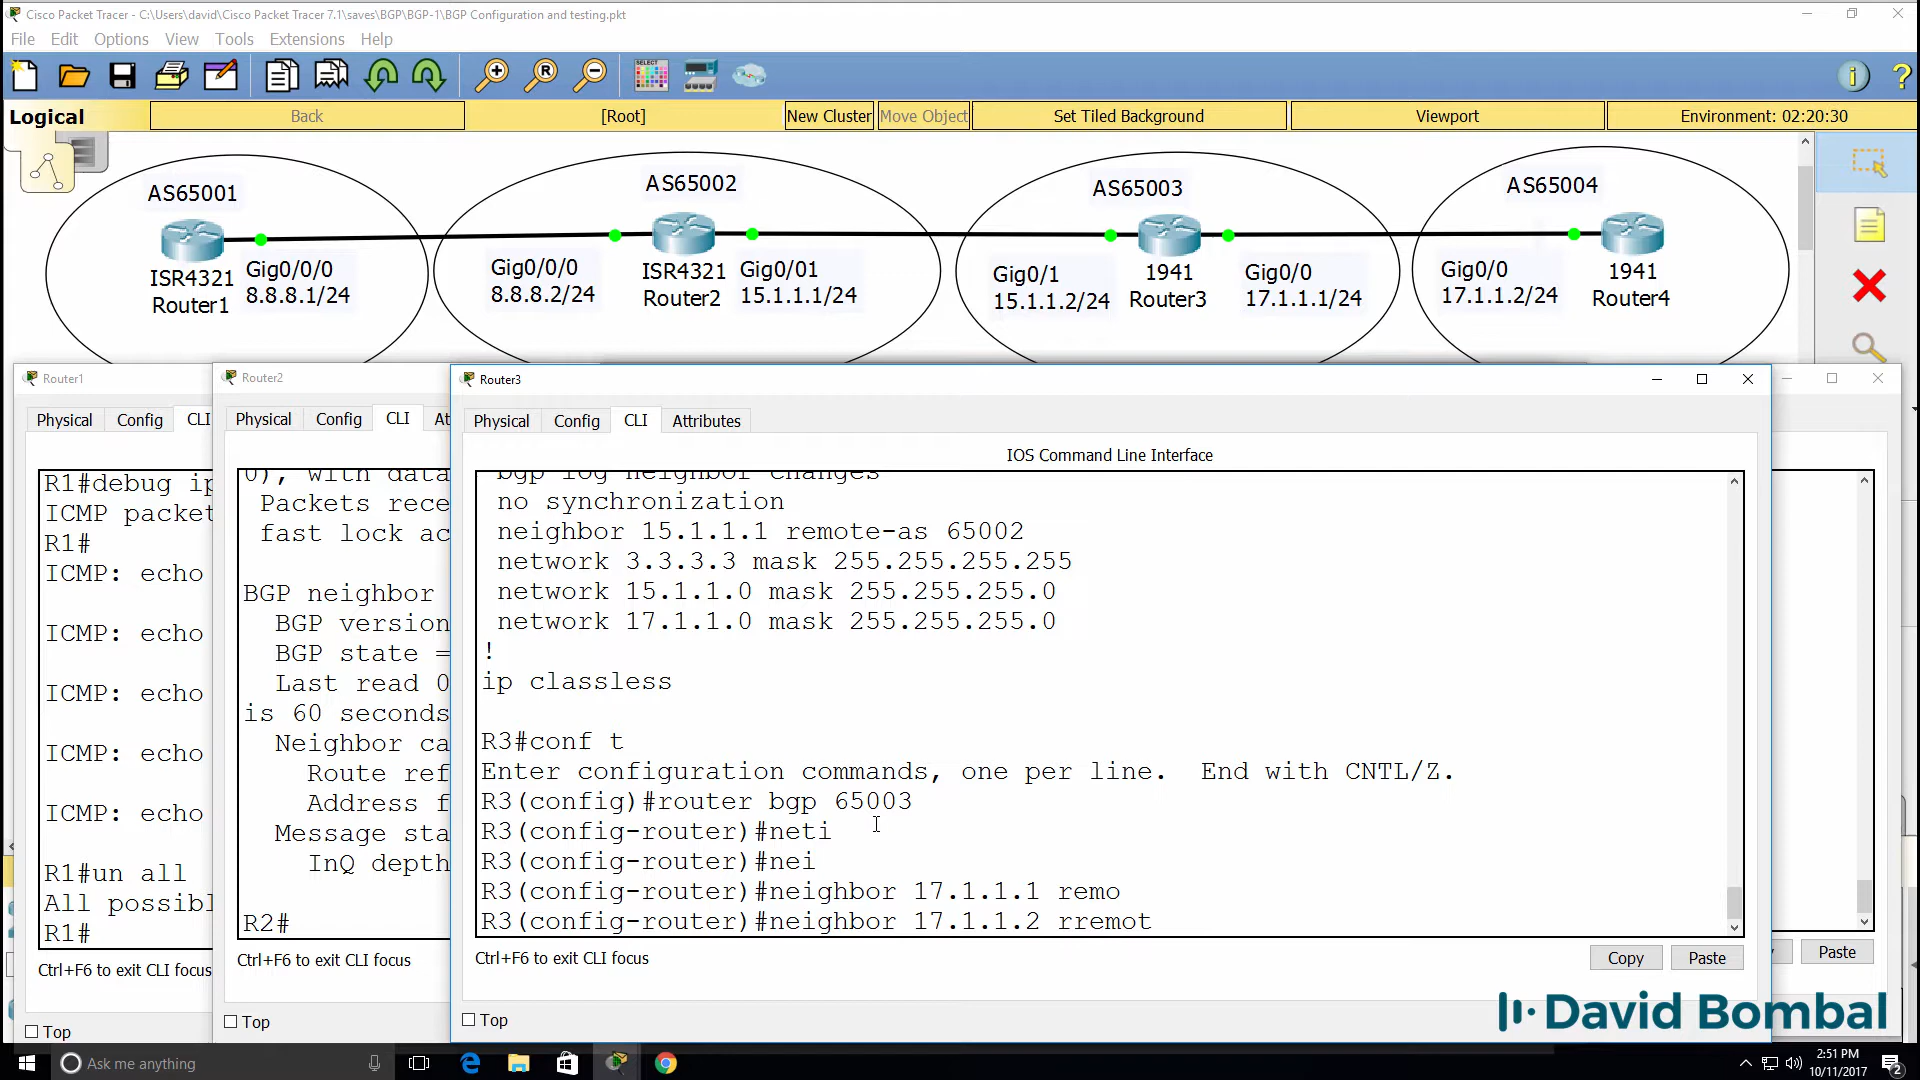 Cisco Packet Tracer - C:\Users\david\Cisco Packet Tracer 7.1\saves\BGP\BGP-1\BGP Configuration and testing.pkt
File Edit Options View Tools Extensions Help
Logical Back [Root] New Cluster Move Object Set Tiled Background Viewport Environment: 02:20:30
AS65001
AS65002
AS65003
AS65004
ISR4321
Router1
Gig0/0/0
8.8.8.1/24
Gig0/0/0
8.8.8.2/24
ISR4321
Router2
Gig0/01
15.1.1.1/24
Gig0/1
15.1.1.2/24
1941
Router3
Gig0/0
17.1.1.1/24
Gig0/0
17.1.1.2/24
1941
Router4
Router1
Physical Config CLI
R1#debug ip
ICMP packet
R1#
ICMP: echo
ICMP: echo
ICMP: echo
ICMP: echo
ICMP: echo
R1#un all
All possibl
R1#
Ctrl+F6 to exit CLI focus
Top
Router2
Physical Config CLI At
0), with data
Packets rece
fast lock ac
BGP neighbor
BGP version
BGP state =
Last read 0
is 60 seconds
Neighbor ca
Route ref
Address f
Message sta
InQ depth
R2#
Ctrl+F6 to exit CLI focus
Top
Router3
Physical Config CLI Attributes
IOS Command Line Interface
bgp log neighbor changes
no synchronization
neighbor 15.1.1.1 remote-as 65002
network 3.3.3.3 mask 255.255.255.255
network 15.1.1.0 mask 255.255.255.0
network 17.1.1.0 mask 255.255.255.0
!
ip classless
R3#conf t
Enter configuration commands, one per line. End with CNTL/Z.
R3(config)#router bgp 65003
R3(config-router)#neti
R3(config-router)#nei
R3(config-router)#neighbor 17.1.1.1 remo
R3(config-router)#neighbor 17.1.1.2 rremot
Ctrl+F6 to exit CLI focus
Copy Paste
Top
Paste
David Bombal
Ask me anything
2:51 PM
10/11/2017
2